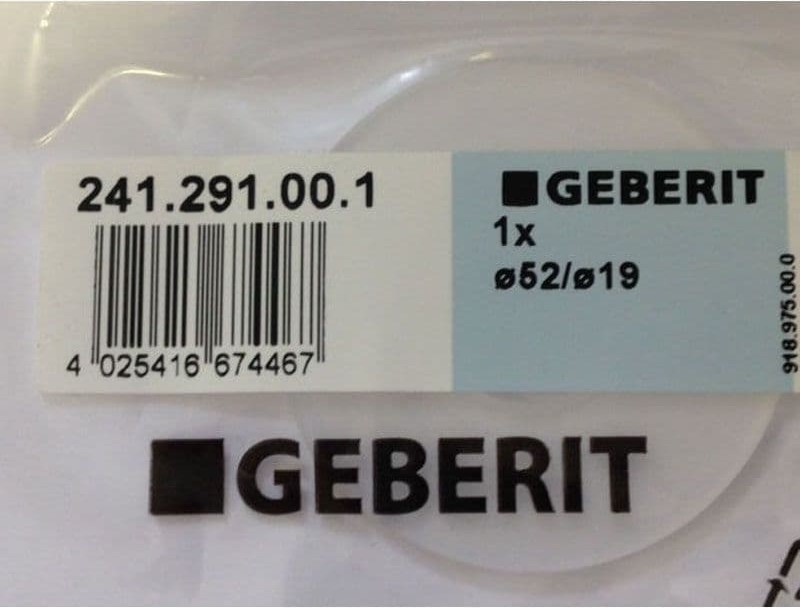 241.291.00.1
4 025416 674467
GEBERIT
1x
ø52/ø19
918.975.00.0
GEBERIT